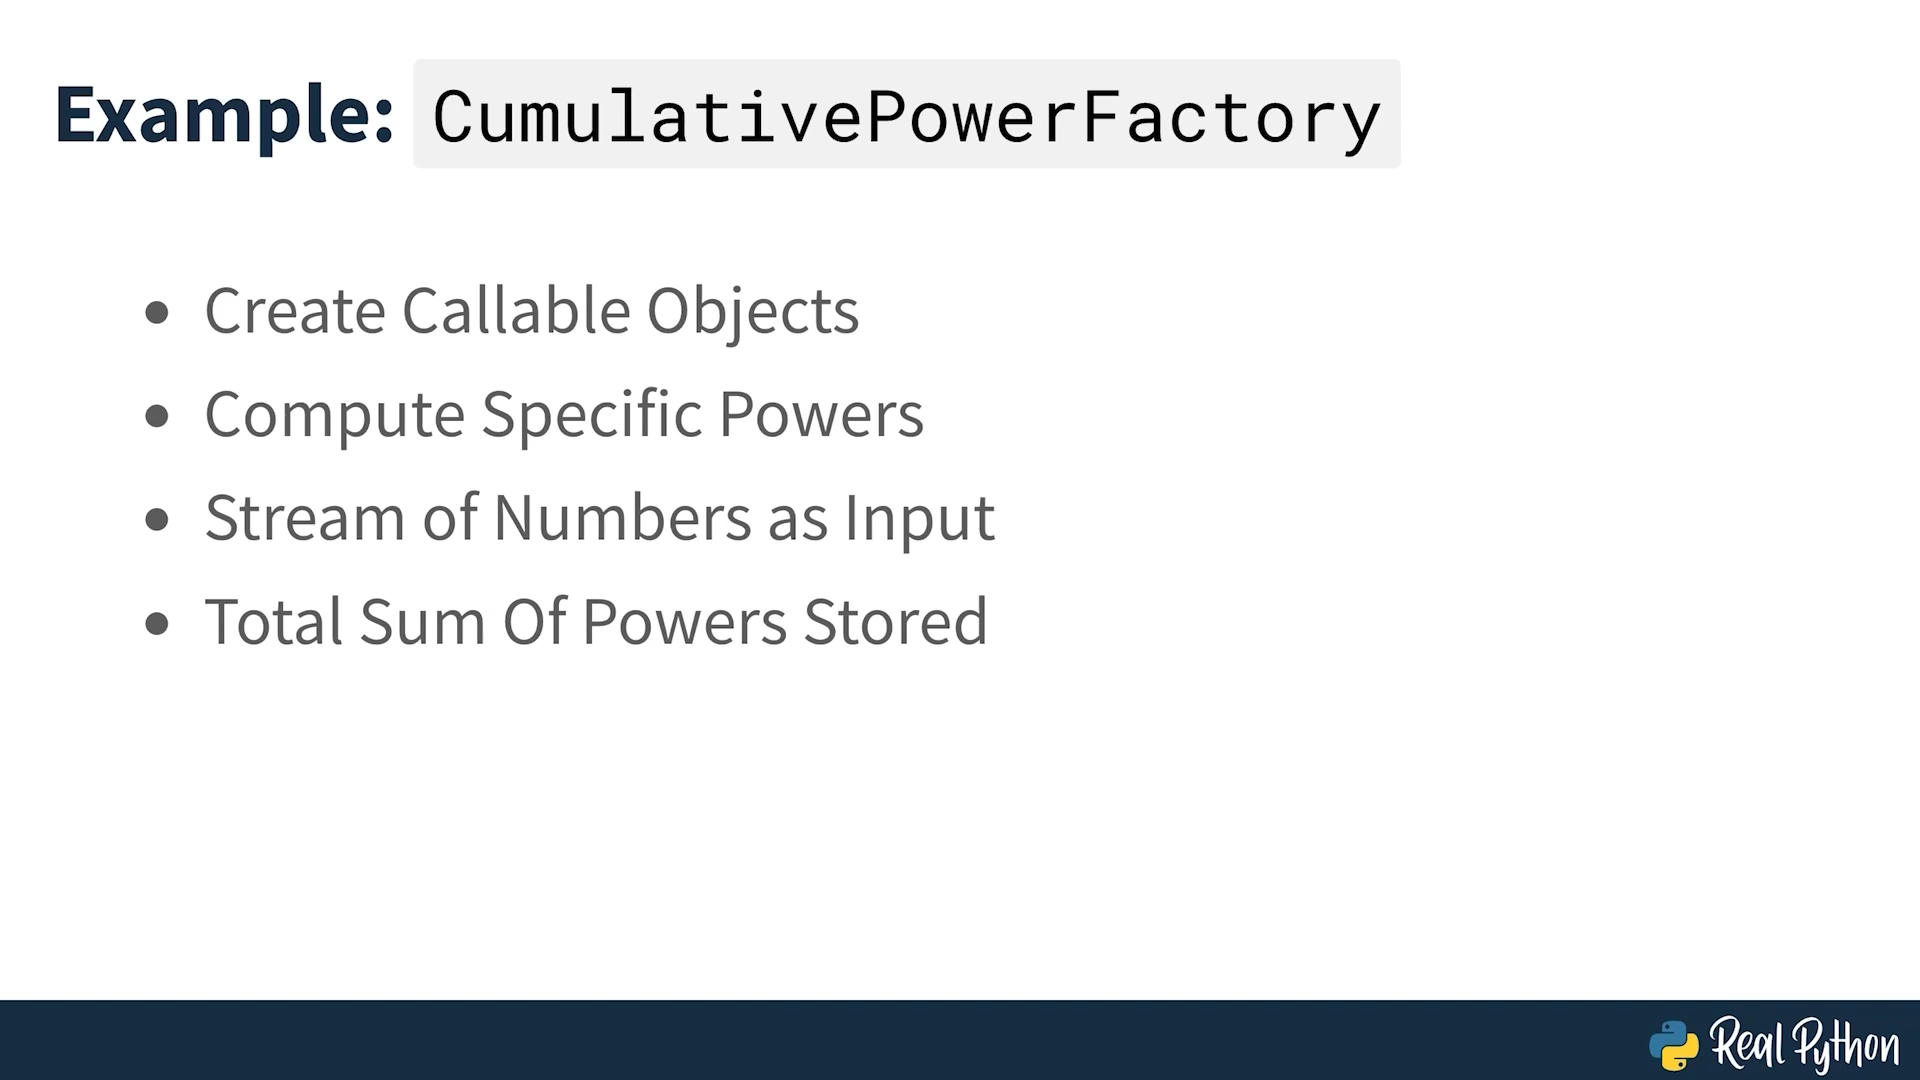 Example: CumulativePowerFactory
• Create Callable Objects
• Compute Specific Powers
• Stream of Numbers as Input
• Total Sum Of Powers Stored
Real Python